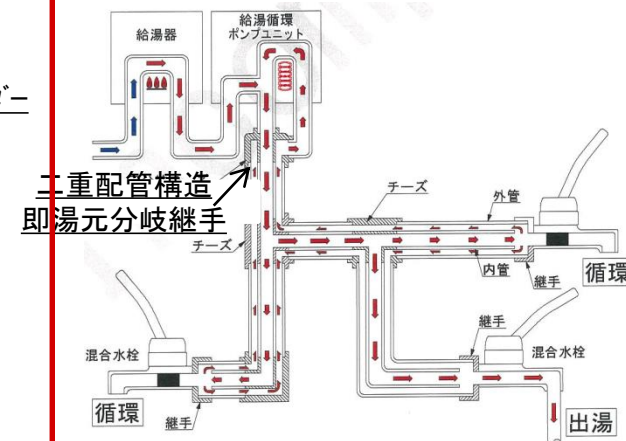 給湯器
給湯循環
ポンプユニット
ダー
二重配管構造
即湯元分岐継手
チーズ
チーズ
外管
内管
継手
循環
混合水栓
継手
混合水栓
循環
継手
出湯